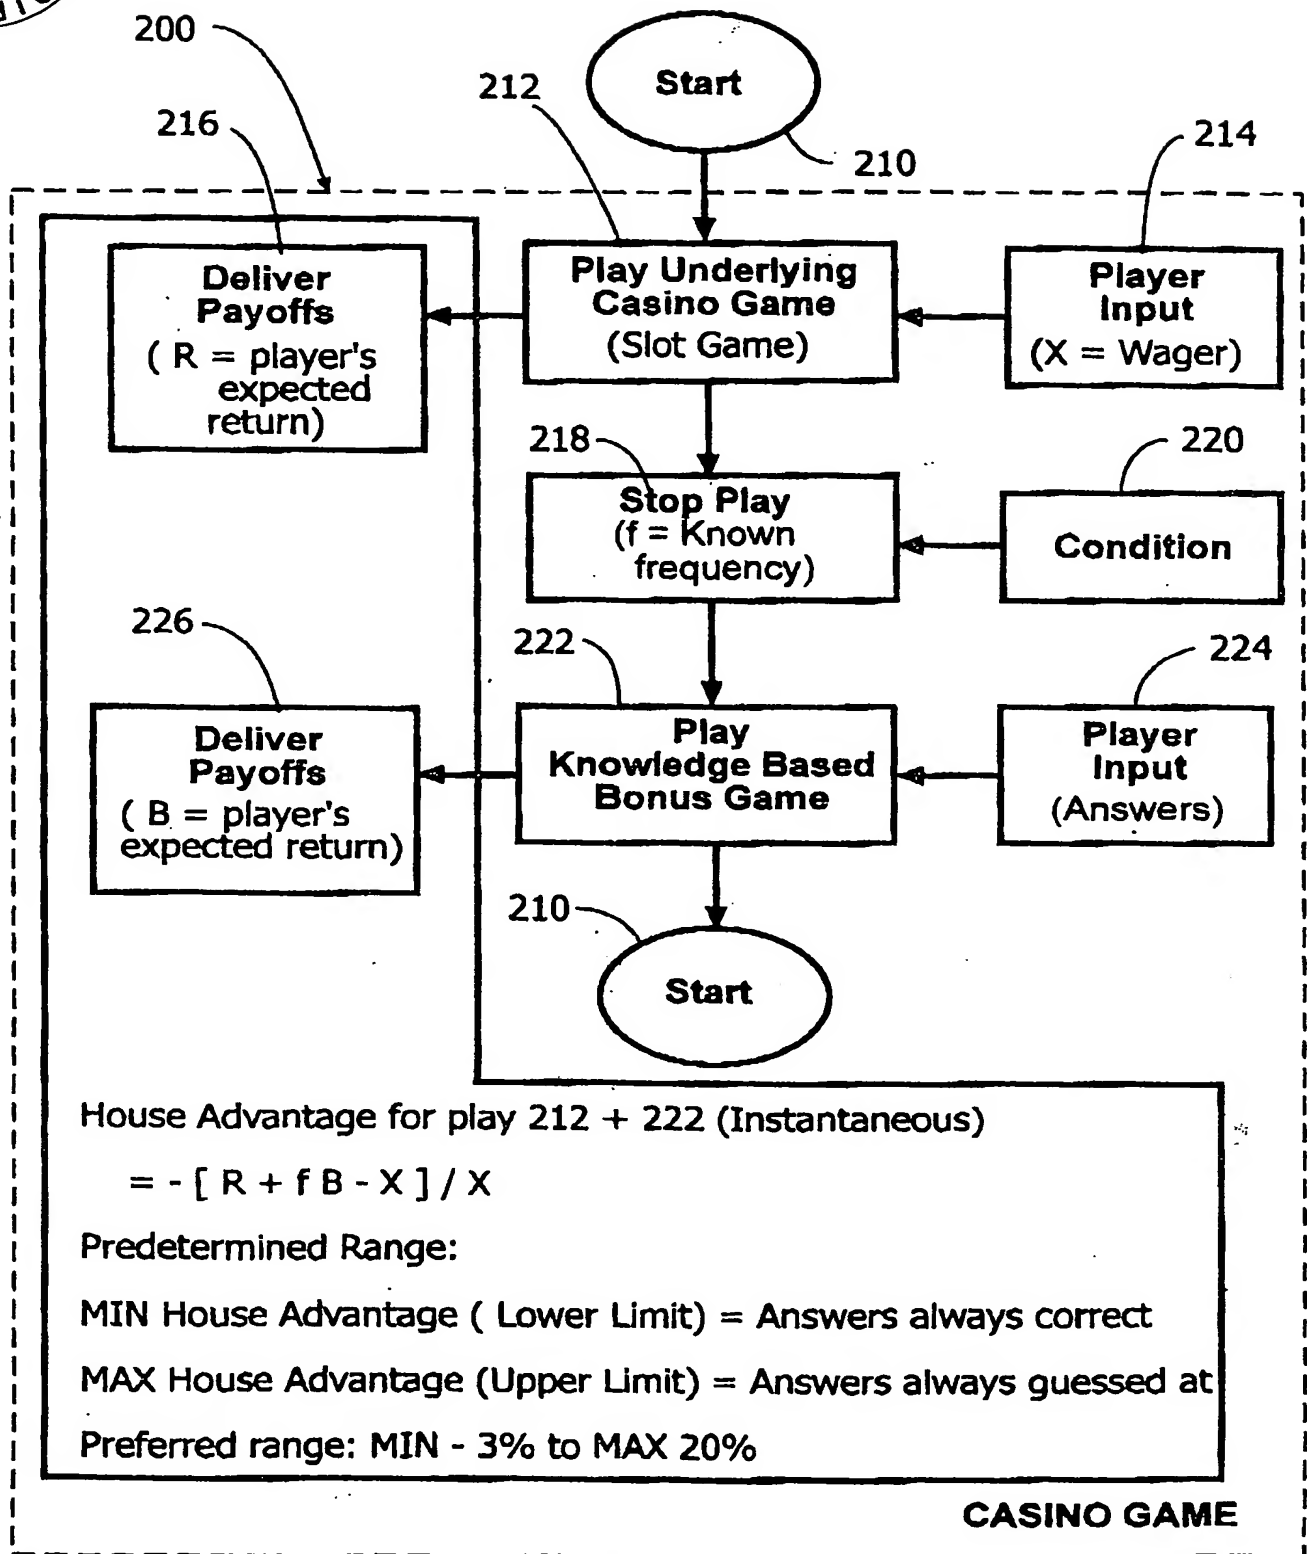 200
Start
212
216
214
210
Deliver
Payoffs
( R = player's
expected
return)
Play Underlying
Casino Game
(Slot Game)
Player
Input
(X = Wager)
218
220
Stop Play
(f = Known
frequency)
Condition
226
222
224
Deliver
Payoffs
( B = player's
expected return)
Play
Knowledge Based
Bonus Game
Player
Input
(Answers)
210
Start
House Advantage for play 212 + 222 (Instantaneous)
= - [ R + f B - X ] / X
Predetermined Range:
MIN House Advantage ( Lower Limit) = Answers always correct
MAX House Advantage (Upper Limit) = Answers always guessed at
Preferred range: MIN - 3% to MAX 20%
CASINO GAME